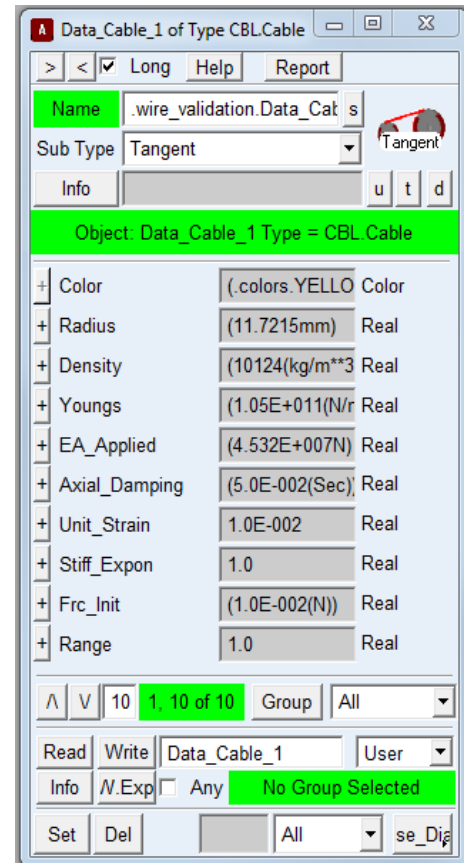 Data_Cable_1 of Type CBL.Cable
> < Long Help Report
Name .wire_validation.Data_Cab s
Tangent
Sub Type Tangent
Info u t d
Object: Data_Cable_1 Type = CBL.Cable
+ Color (.colors.YELLO Color
+ Radius (11.7215mm) Real
+ Density (10124(kg/m**3 Real
+ Youngs (1.05E+011(N/r Real
+ EA_Applied (4.532E+007N) Real
+ Axial_Damping (5.0E-002(Sec) Real
+ Unit_Strain 1.0E-002 Real
+ Stiff_Expon 1.0 Real
+ Frc_Init (1.0E-002(N)) Real
+ Range 1.0 Real
/\ V 10 1, 10 of 10 Group All
Read Write Data_Cable_1 User
Info N.Exp Any No Group Selected
Set Del All se_Dia